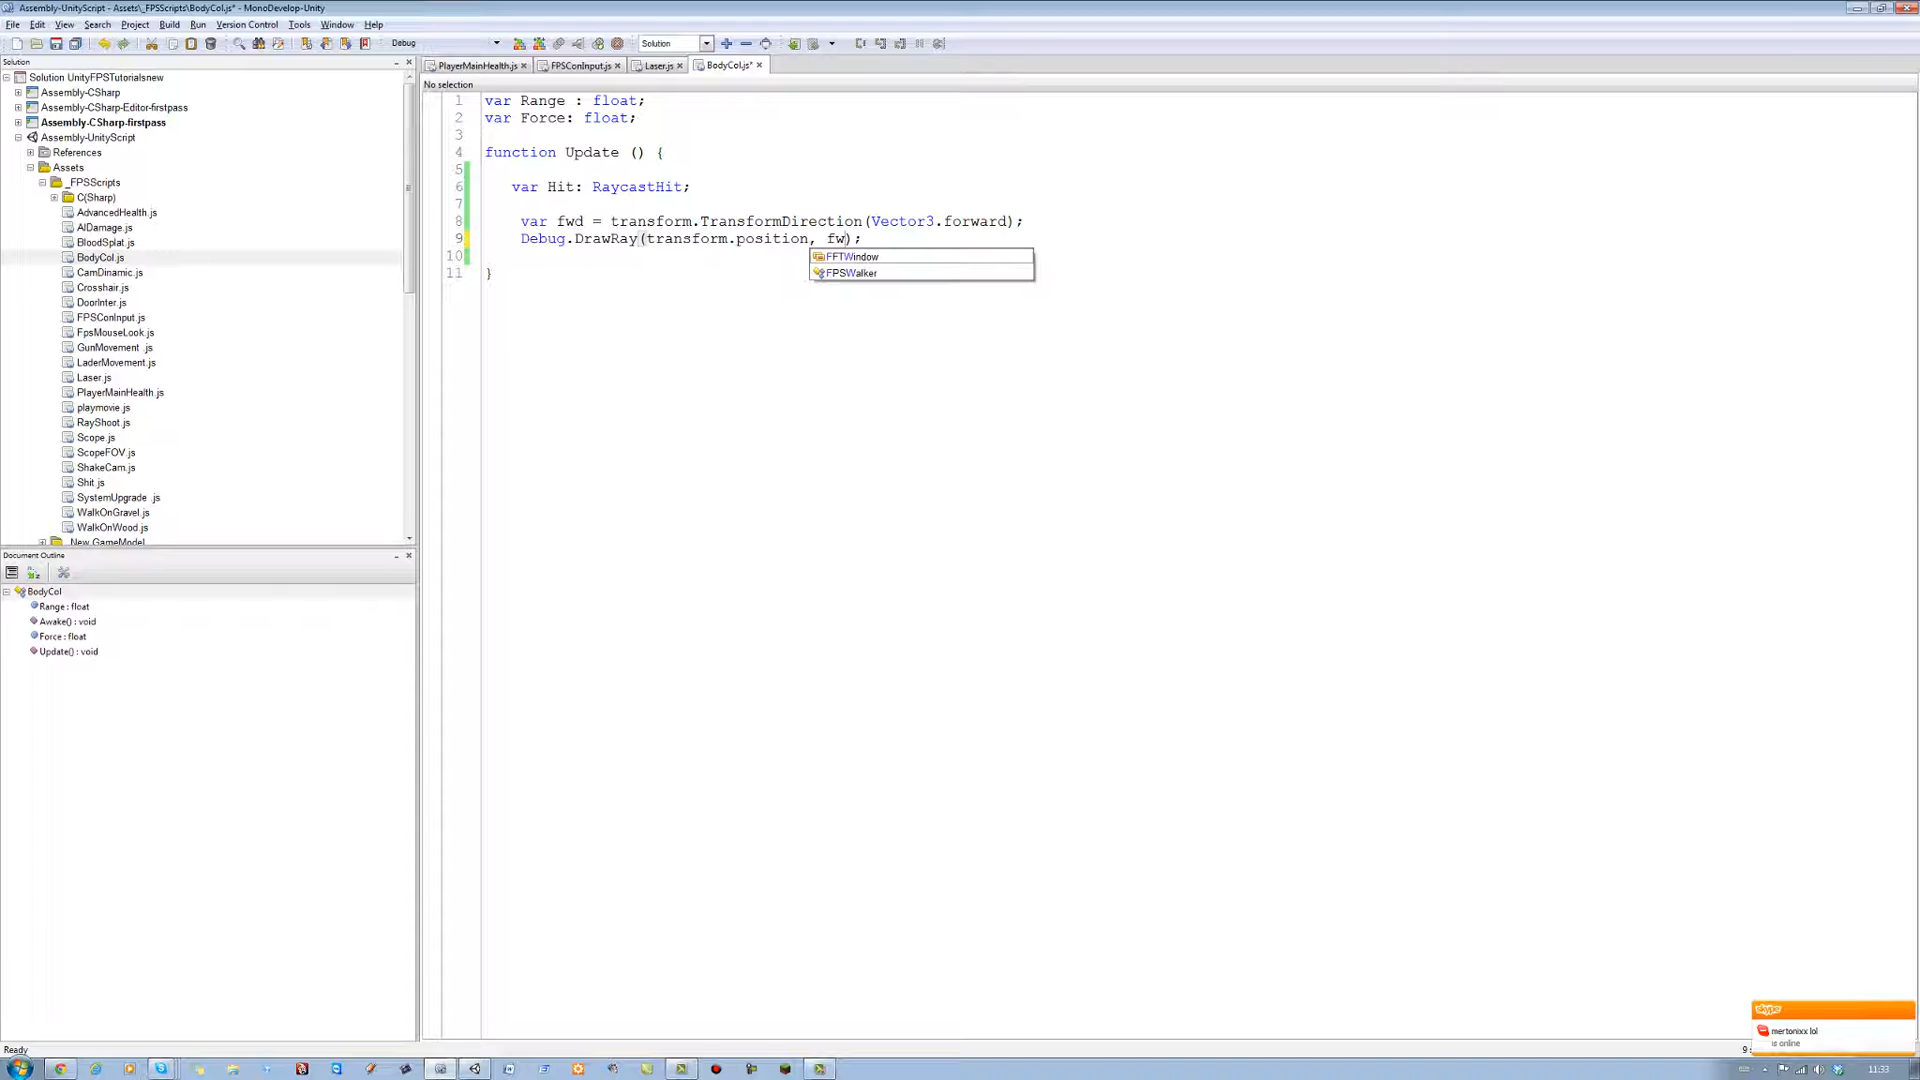 Assembly-UnityScript - Assets\_FPSScripts\BodyCol.js* - MonoDevelop-Unity
File Edit View Search Project Build Run Version Control Tools Window Help
Debug
Solution
Solution
PlayerMainHealth.js
FPSConInput.js
Laser.js
BodyCol.js*
No selection
Solution UnityFPSTutorialsnew
Assembly-CSharp
Assembly-CSharp-Editor-firstpass
Assembly-CSharp-firstpass
Assembly-UnityScript
References
Assets
_FPSScripts
C(Sharp)
AdvancedHealth.js
AIDamage.js
BloodSplat.js
BodyCol.js
CamDinamic.js
Crosshair.js
DoorInter.js
FPSConInput.js
FpsMouseLook.js
GunMovement .js
LaderMovement.js
Laser.js
PlayerMainHealth.js
playmovie.js
RayShoot.js
Scope.js
ScopeFOV.js
ShakeCam.js
Shit.js
SystemUpgrade .js
WalkOnGravel.js
WalkOnWood.js
New GameModel
1 var Range : float;
2 var Force: float;
3
4 function Update () {
5
6 var Hit: RaycastHit;
7
8 var fwd = transform.TransformDirection(Vector3.forward);
9 Debug.DrawRay(transform.position, fw);
10
11 }
FFTWindow
FPSWalker
Document Outline
BodyCol
Range : float
Awake() : void
Force : float
Update() : void
skype
mertonixx lol
is online
Ready
9 :
11:33